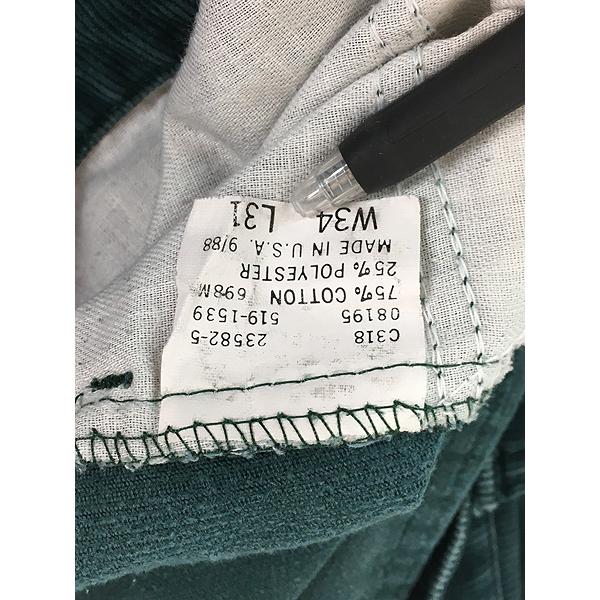 C318 23582-5
08195 519-1539
75% COTTON 698M
25% POLYESTER
MADE IN U.S.A. 9/88
W34 L31